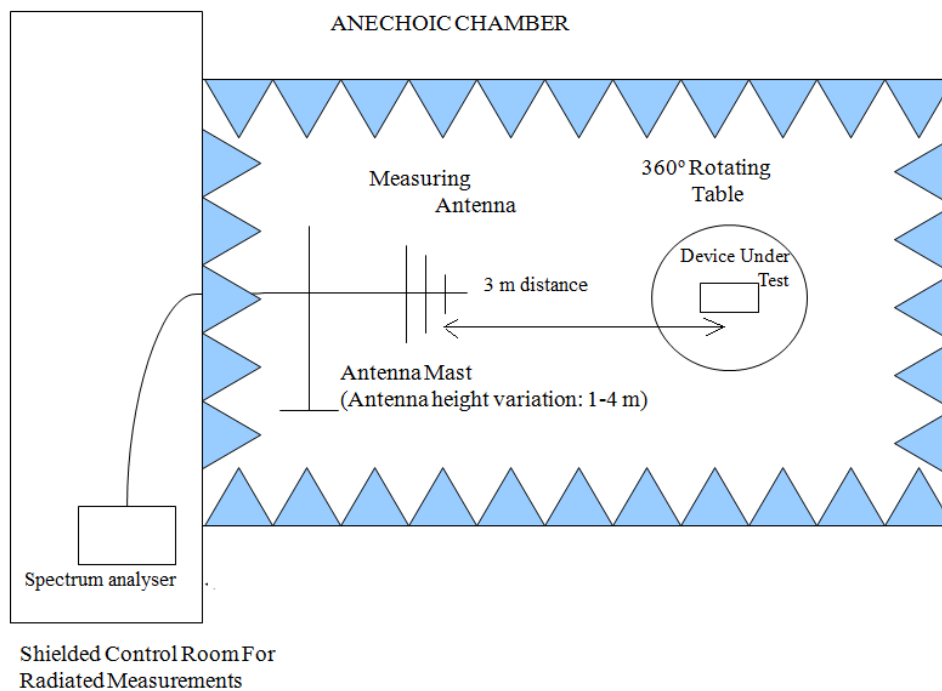 ANECHOIC CHAMBER
Measuring
Antenna
360º Rotating
Table
Device Under
Test
3 m distance
Antenna Mast
(Antenna height variation: 1-4 m)
Spectrum analyser
Shielded Control Room For
Radiated Measurements